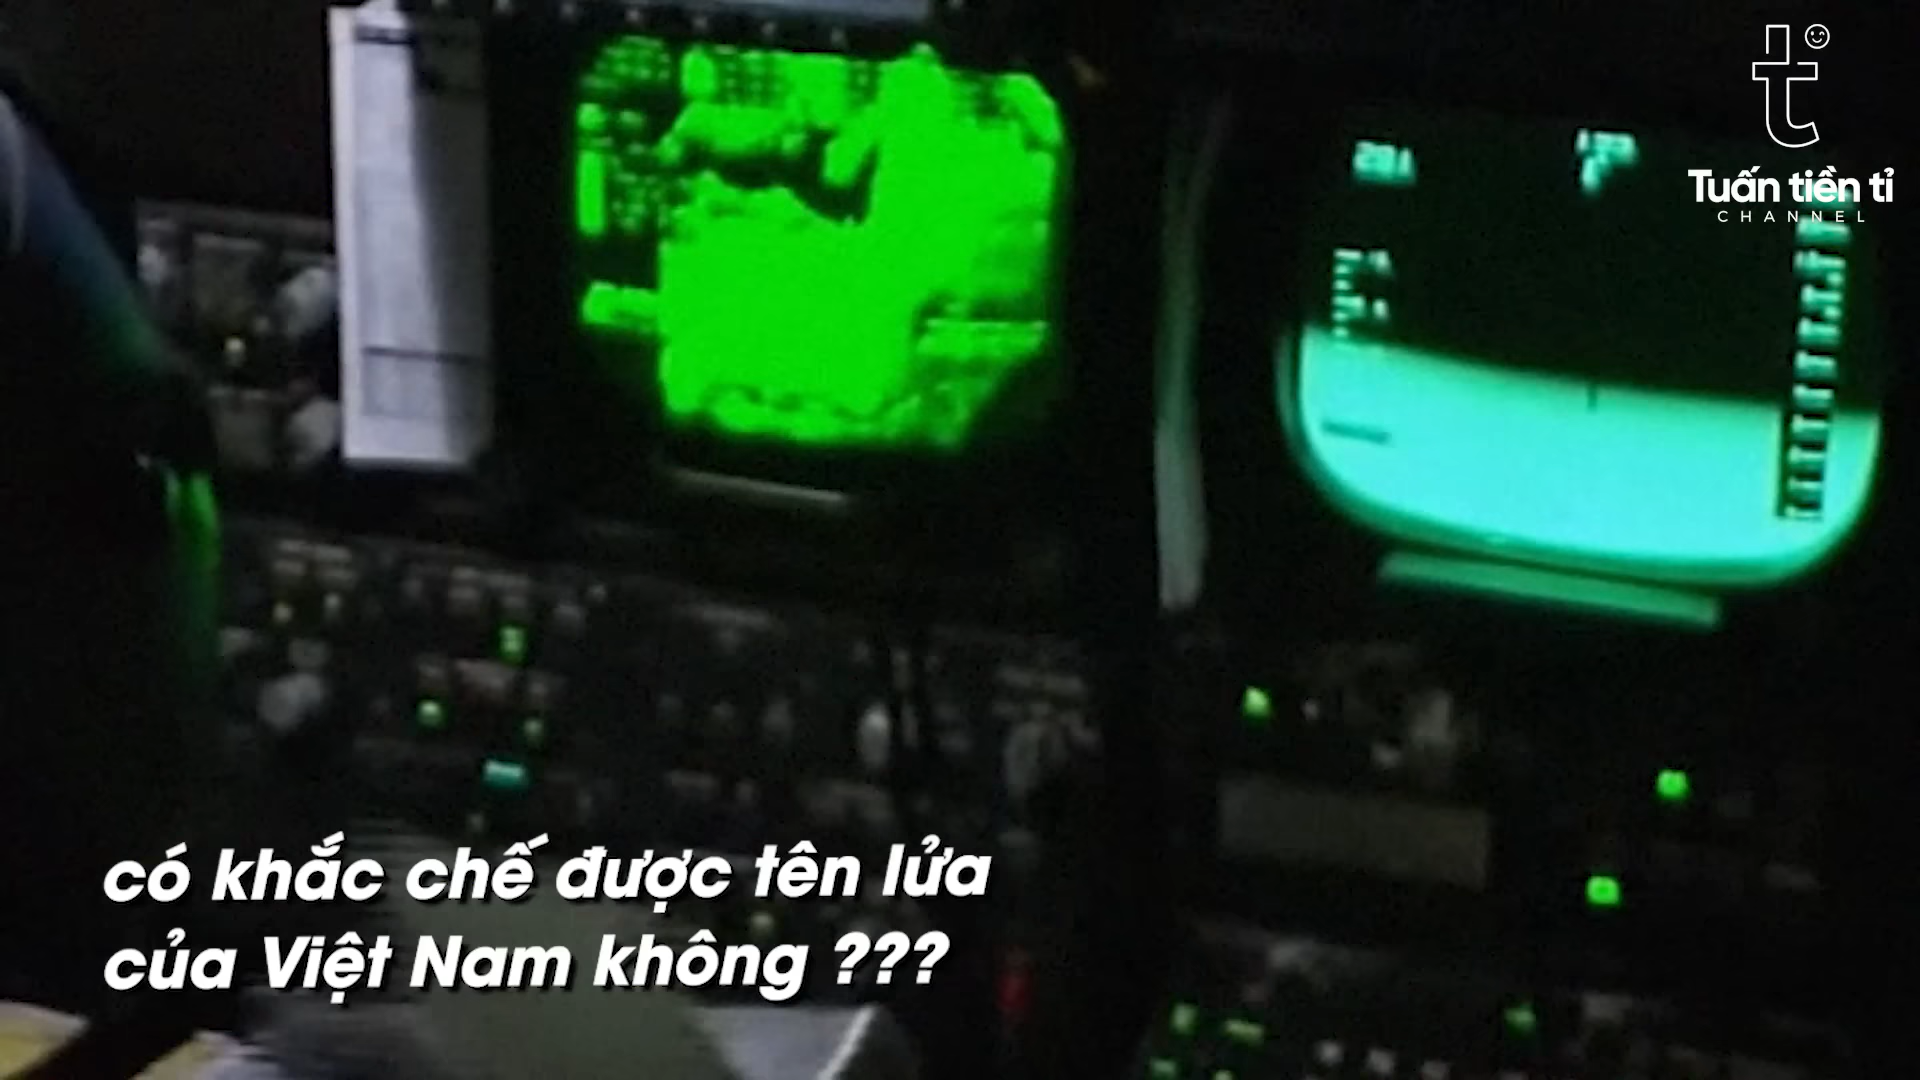 Tuấn tiền tỉ
CHANNEL
có khắc chế được tên lửa
của Việt Nam không ???